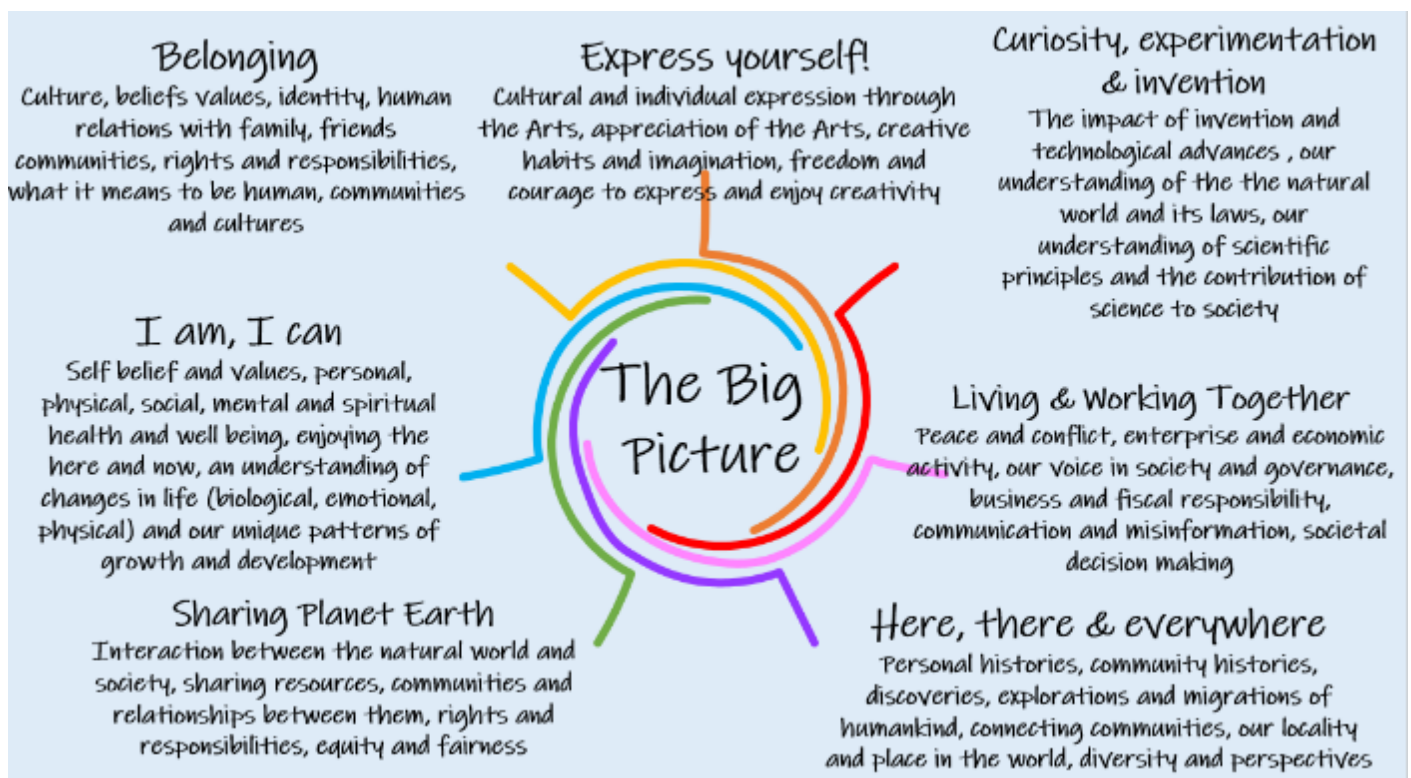 Belonging
Culture, beliefs values, identity, human
relations with family, friends
communities, rights and responsibilities,
what it means to be human, communities
and cultures
Express yourself!
Cultural and individual expression through
the Arts, appreciation of the Arts, creative
habits and imagination, freedom and
courage to express and enjoy creativity
Curiosity, experimentation
& invention
The impact of invention and
technological advances , our
understanding of the the natural
world and its laws, our
understanding of scientific
principles and the contribution of
science to society
I am, I can
Self belief and values, personal,
physical, social, mental and spiritual
health and well being, enjoying the
here and now, an understanding of
changes in life (biological, emotional,
physical) and our unique patterns of
growth and development
The Big
Picture
Living & Working Together
Peace and conflict, enterprise and economic
activity, our voice in society and governance,
business and fiscal responsibility,
communication and misinformation, societal
decision making
Sharing Planet Earth
Interaction between the natural world and
society, sharing resources, communities and
relationships between them, rights and
responsibilities, equity and fairness
Here, there & everywhere
Personal histories, community histories,
discoveries, explorations and migrations of
humankind, connecting communities, our locality
and place in the world, diversity and perspectives